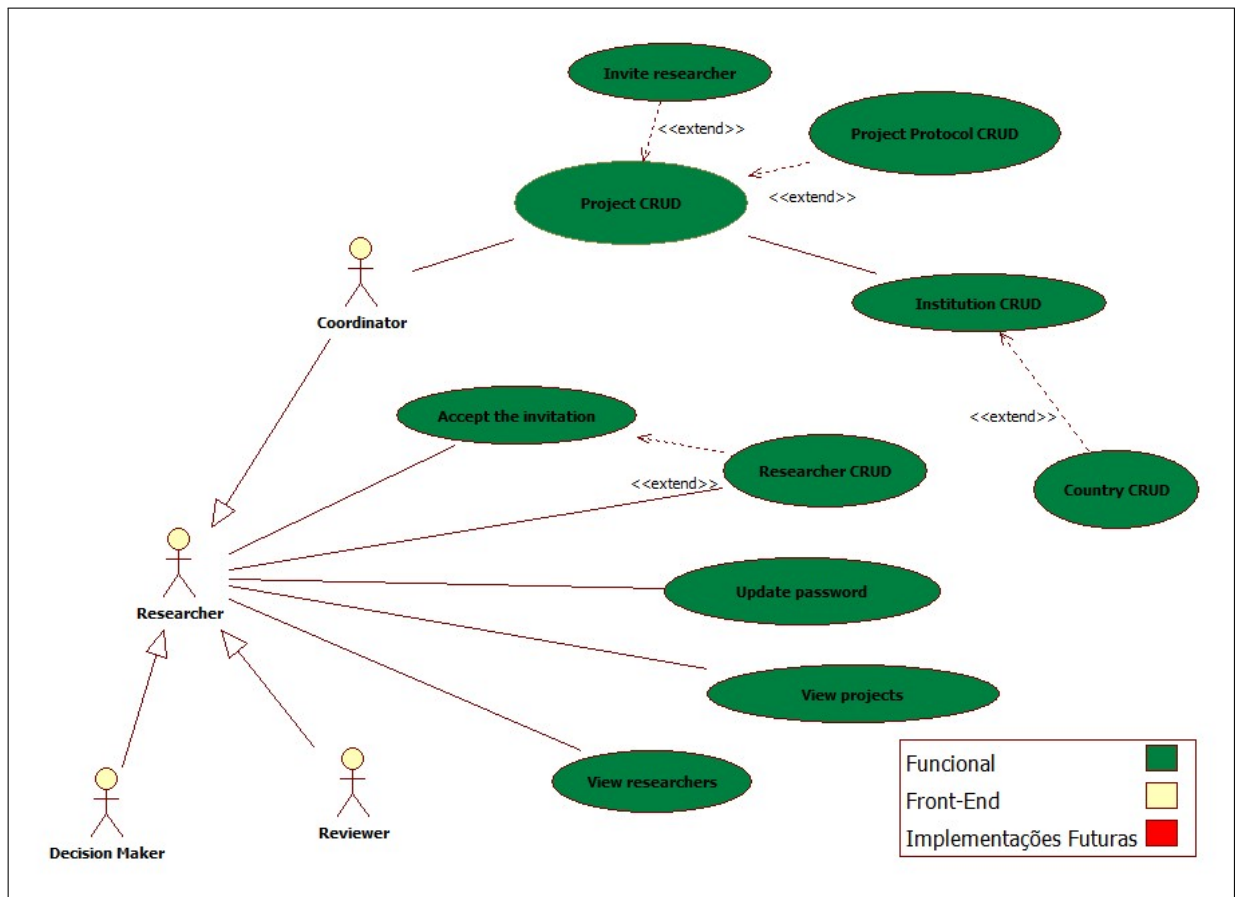 Invite researcher
<<extend>>
Project Protocol CRUD
<<extend>>
Project CRUD
Institution CRUD
Coordinator
Accept the invitation
<<extend>>
Researcher CRUD
<<extend>>
Country CRUD
Researcher
Update password
View projects
View researchers
Reviewer
Decision Maker
Funcional
Front-End
Implementações Futuras